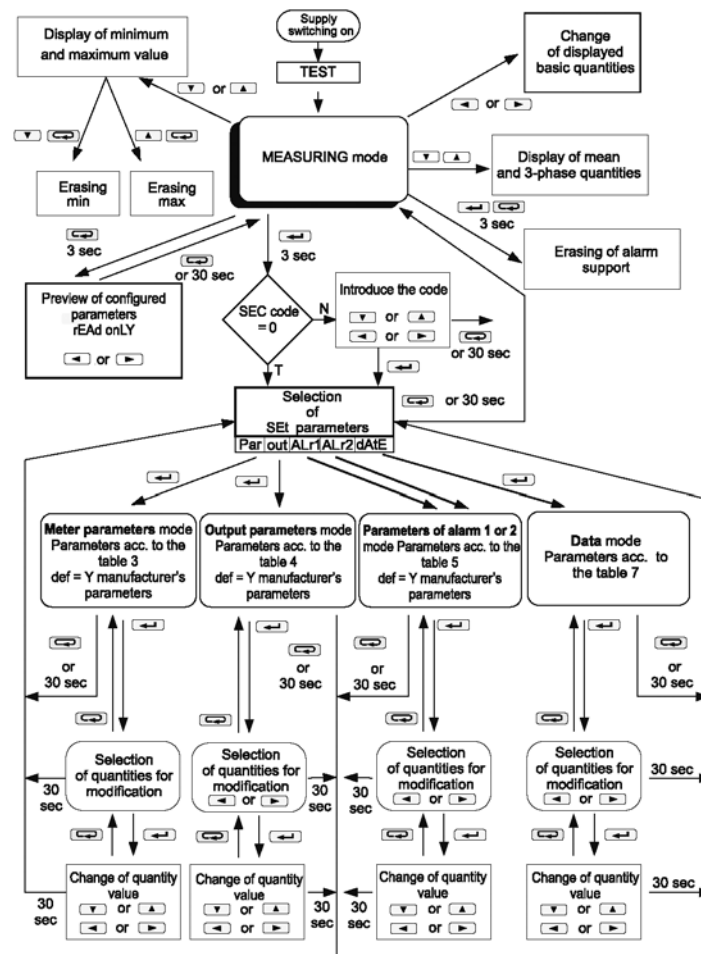 Supply
switching on
TEST
Display of minimum
and maximum value
▼ or ▲
Change
of displayed
basic quantities
◄ or ►
MEASURING mode
▼
▲
Erasing
min
Erasing
max
▼ ▲
Display of mean
and 3-phase quantities
3 sec
Erasing of alarm
support
3 sec
or 30 sec
3 sec
Preview of configured
parameters
rEAd onLY
◄ or ►
SEC code
= 0
N
T
Introduce the code
▼ or ▲
◄ or ►
or 30 sec
or 30 sec
Selection
of
SEt parameters
Par out ALr1 ALr2 dAtE
Meter parameters mode
Parameters acc. to the
table 3
def = Y manufacturer's
parameters
Output parameters mode
Parameters acc. to the
table 4
def = Y manufacturer's
parameters
Parameters of alarm 1 or 2
mode Parameters acc. to the
table 5
def = Y manufacturer's
parameters
Data mode
Parameters acc. to
the table 7
or
30 sec
or
30 sec
or
30 sec
or
30 sec
Selection
of quantities for
modification
Selection
of quantities for
modification
◄ or ►
Selection
of quantities for
modification
◄ or ►
Selection
of quantities for
modification
◄ or ►
30
sec
30
sec
30
sec
30 sec
Change of quantity
value
▼ or ▲
◄ or ►
Change of quantity
value
▼ or ▲
◄ or ►
Change of quantity
value
▼ or ▲
◄ or ►
Change of quantity
value
▼ or ▲
◄ or ►
30
sec
30
sec
30
sec
30 sec